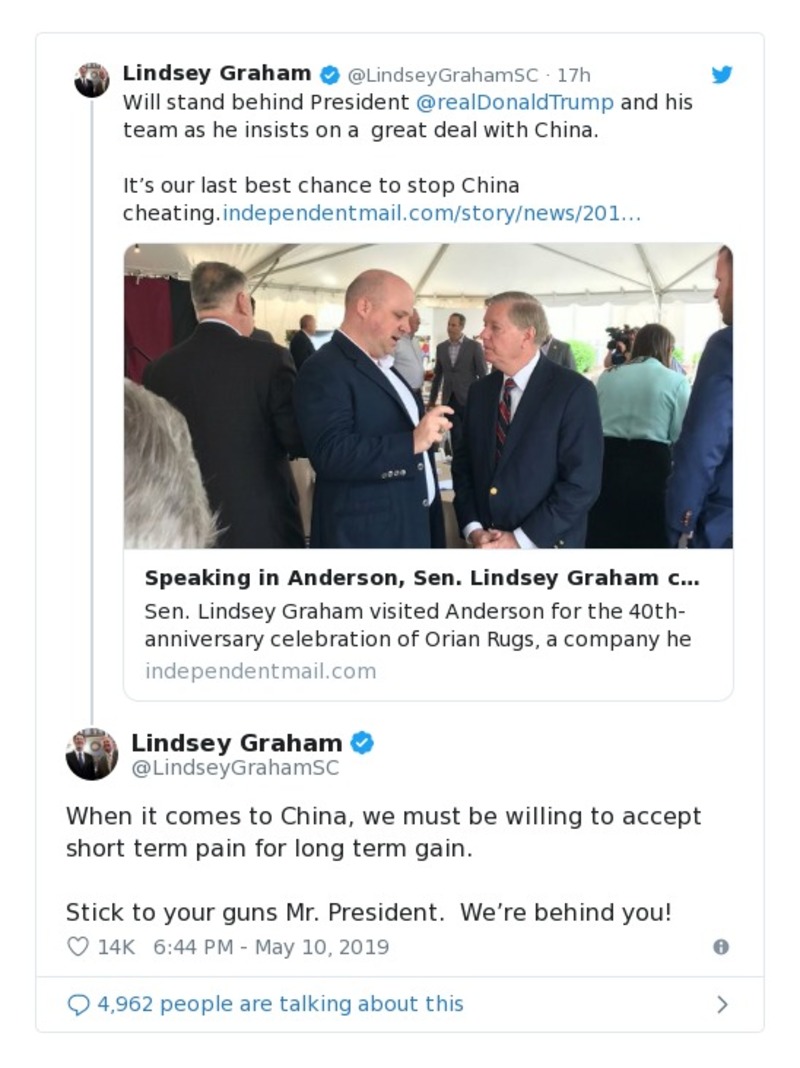 Lindsey Graham @LindseyGrahamSC · 17h
Will stand behind President @realDonaldTrump and his
team as he insists on a  great deal with China.
It’s our last best chance to stop China
cheating.independentmail.com/story/news/201…
Speaking in Anderson, Sen. Lindsey Graham c...
Sen. Lindsey Graham visited Anderson for the 40th-
anniversary celebration of Orian Rugs, a company he
independentmail.com
Lindsey Graham
@LindseyGrahamSC
When it comes to China, we must be willing to accept
short term pain for long term gain.
Stick to your guns Mr. President.  We’re behind you!
14K 6:44 PM - May 10, 2019
4,962 people are talking about this